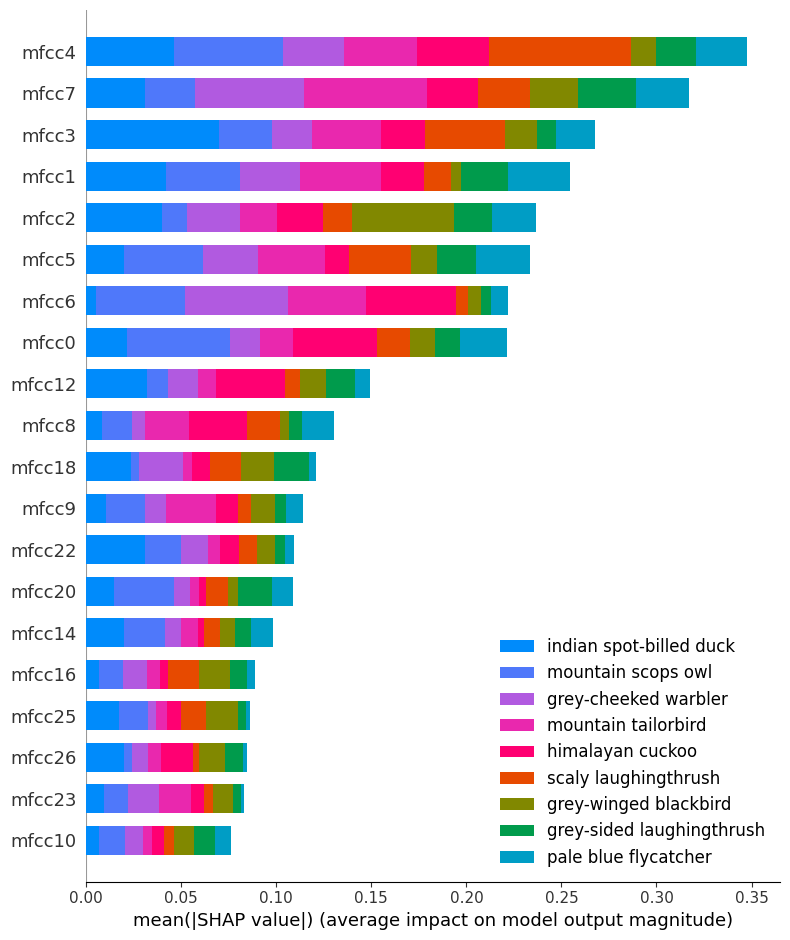 mfcc4
mfcc7
mfcc3
mfcc1
mfcc2
mfcc5
mfcc6
mfcc0
mfcc12
mfcc8
mfcc18
mfcc9
mfcc22
mfcc20
mfcc14
mfcc16
mfcc25
mfcc26
mfcc23
mfcc10
indian spot-billed duck
mountain scops owl
grey-cheeked warbler
mountain tailorbird
himalayan cuckoo
scaly laughingthrush
grey-winged blackbird
grey-sided laughingthrush
pale blue flycatcher
0.00 0.05 0.10 0.15 0.20 0.25 0.30 0.35
mean(|SHAP value|) (average impact on model output magnitude)